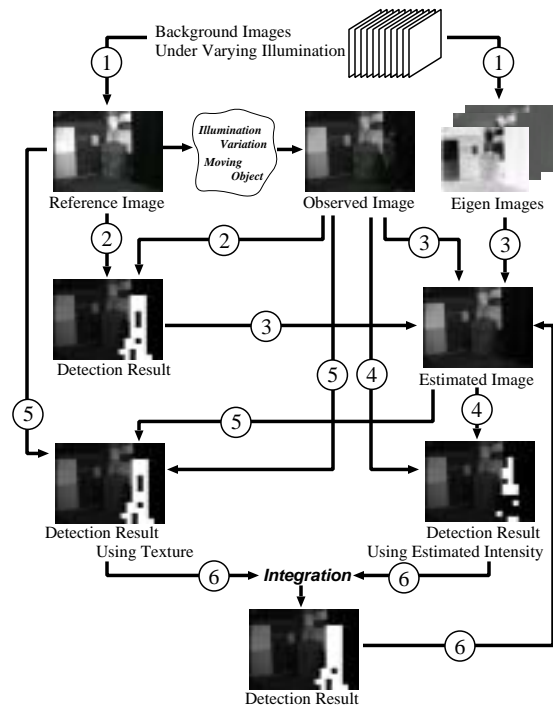 Background Images
Under Varying Illumination
1
1
Illumination
Variation
Moving
Object
Reference Image
Observed Image
Eigen Images
2
2
3
3
Detection Result
3
Estimated Image
5
5
4
5
4
Detection Result
Using Texture
Detection Result
Using Estimated Intensity
6
Integration
6
6
Detection Result